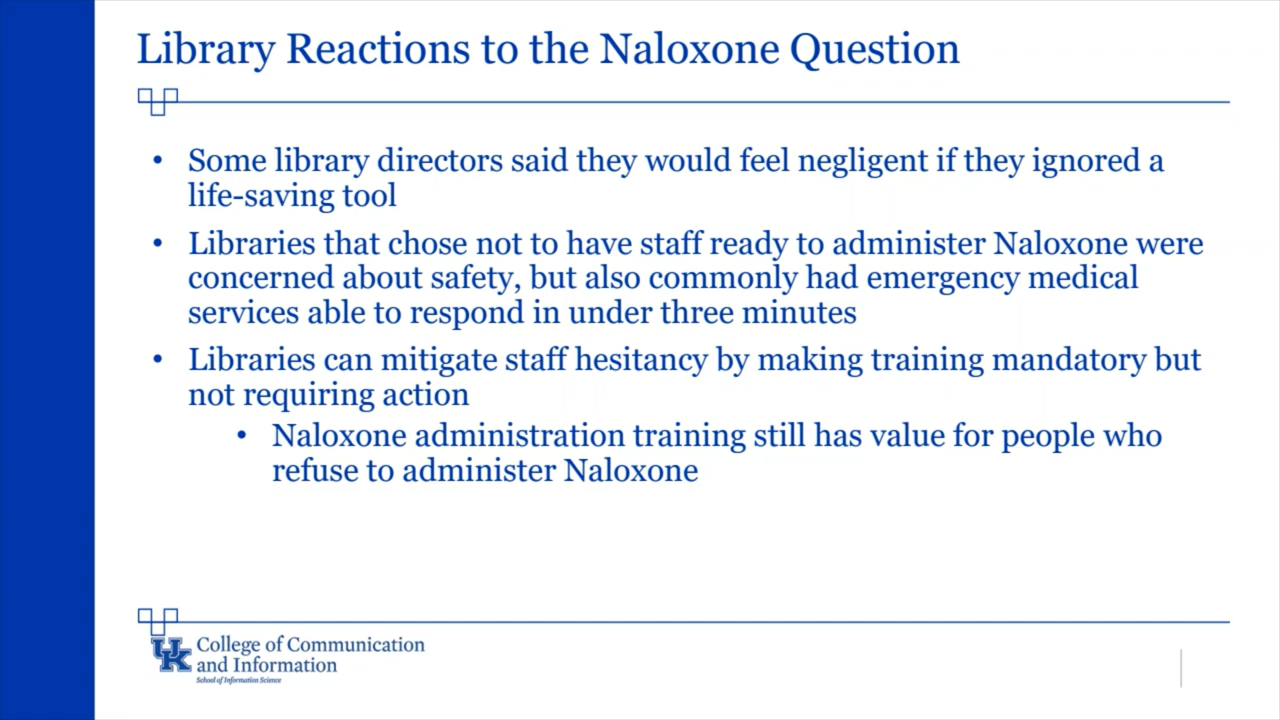 Library Reactions to the Naloxone Question
• Some library directors said they would feel negligent if they ignored a
life-saving tool
• Libraries that chose not to have staff ready to administer Naloxone were
concerned about safety, but also commonly had emergency medical
services able to respond in under three minutes
• Libraries can mitigate staff hesitancy by making training mandatory but
not requiring action
• Naloxone administration training still has value for people who
refuse to administer Naloxone
UK
College of Communication
and Information
School of Information Science